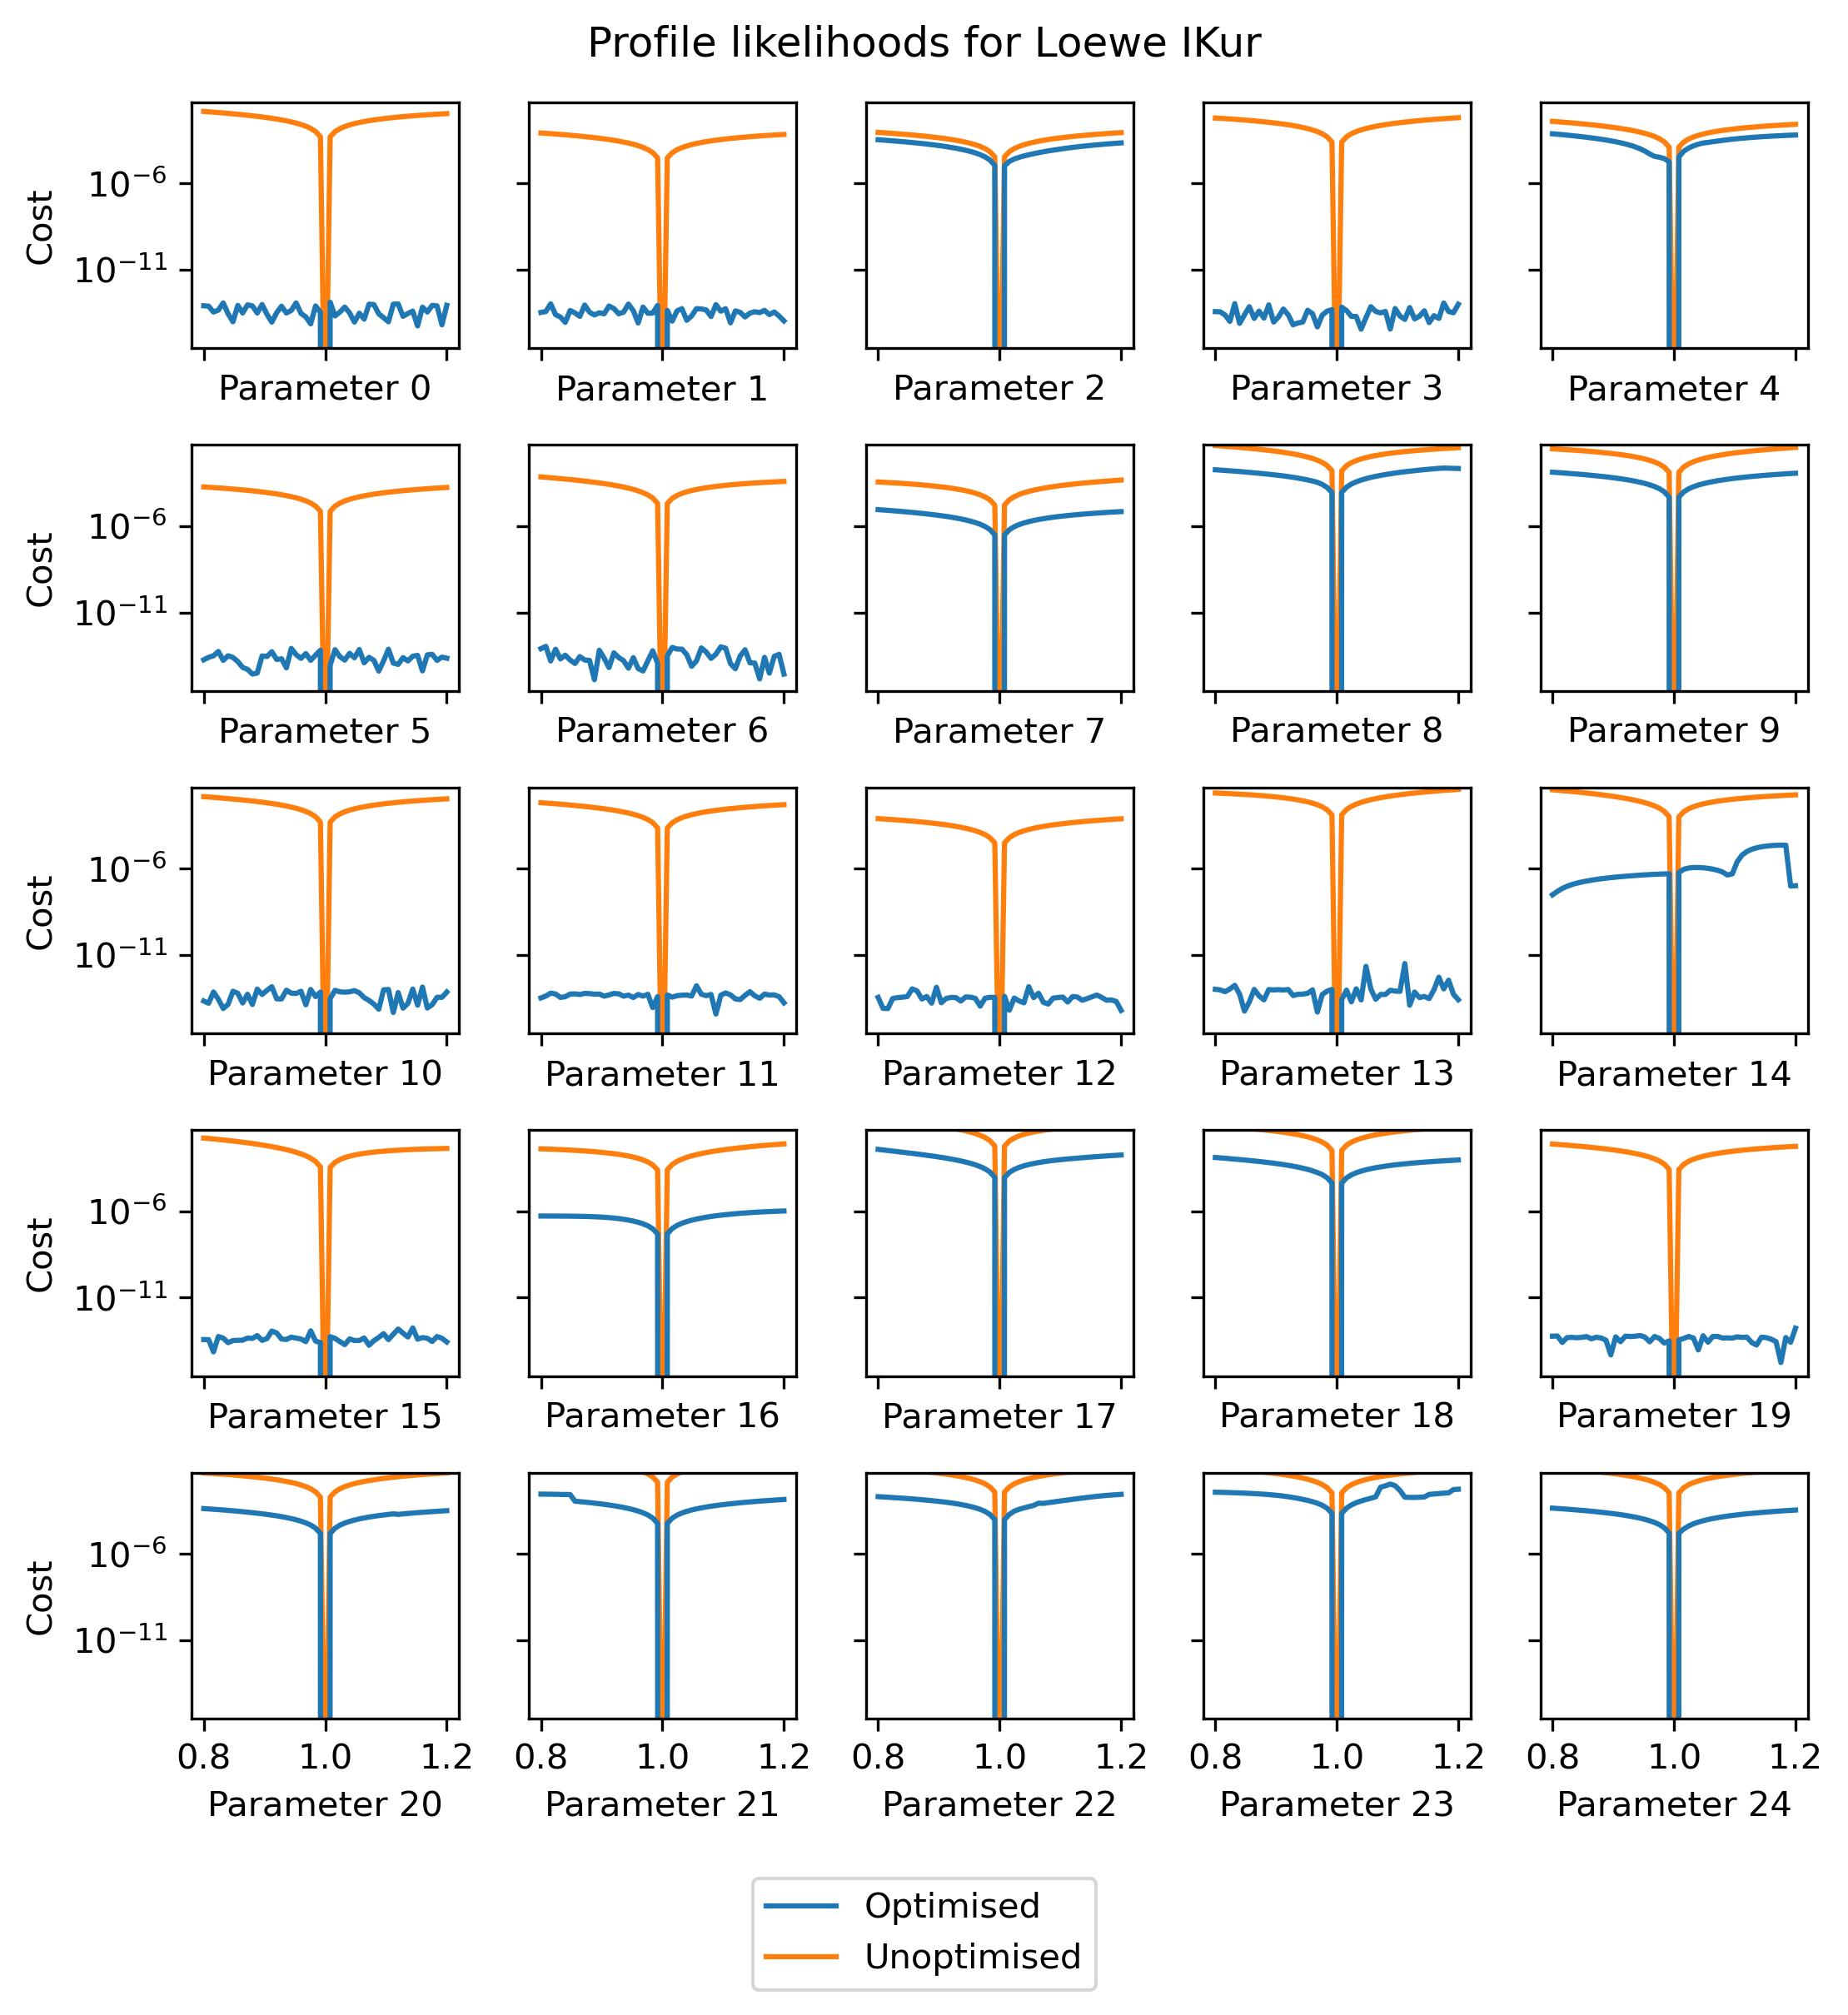 Profile likelihoods for Loewe IKur
Cost
10⁻⁶
10⁻¹¹
Parameter 0 Parameter 1 Parameter 2 Parameter 3 Parameter 4
Cost
10⁻⁶
10⁻¹¹
Parameter 5 Parameter 6 Parameter 7 Parameter 8 Parameter 9
Cost
10⁻⁶
10⁻¹¹
Parameter 10 Parameter 11 Parameter 12 Parameter 13 Parameter 14
Cost
10⁻⁶
10⁻¹¹
Parameter 15 Parameter 16 Parameter 17 Parameter 18 Parameter 19
Cost
10⁻⁶
10⁻¹¹
0.8 1.0 1.2 0.8 1.0 1.2 0.8 1.0 1.2 0.8 1.0 1.2 0.8 1.0 1.2
Parameter 20 Parameter 21 Parameter 22 Parameter 23 Parameter 24
Optimised
Unoptimised